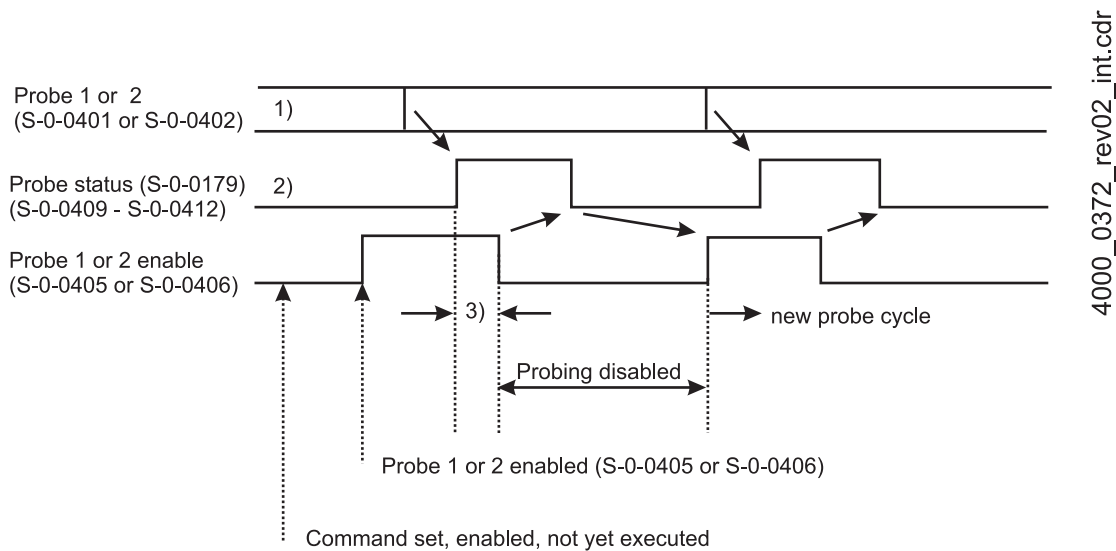 Probe 1 or 2
(S-0-0401 or S-0-0402)
1)
Probe status (S-0-0179)
(S-0-0409 - S-0-0412)
2)
Probe 1 or 2 enable
(S-0-0405 or S-0-0406)
3)
new probe cycle
Probing disabled
Probe 1 or 2 enabled (S-0-0405 or S-0-0406)
Command set, enabled, not yet executed
4000_0372_rev02_int.cdr